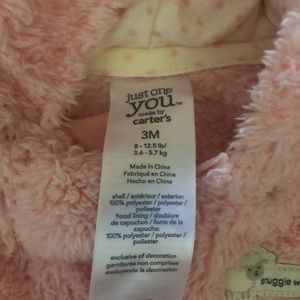 just one
you™
made by
carter's
3M
8 - 12.5 lb/
3.6 - 5.7 kg
Made in China
Fabriqué en China
Hecho en China
shell / extérieur / exterior:
100% polyester / polyester
/ poliéster
hood lining / doublure
de capuchon / forro de la
capucha:
100% polyester / polyester
/ poliéster
exclusive of decoration
garnitures non comprises
excluyendo la decoración
snuggle w